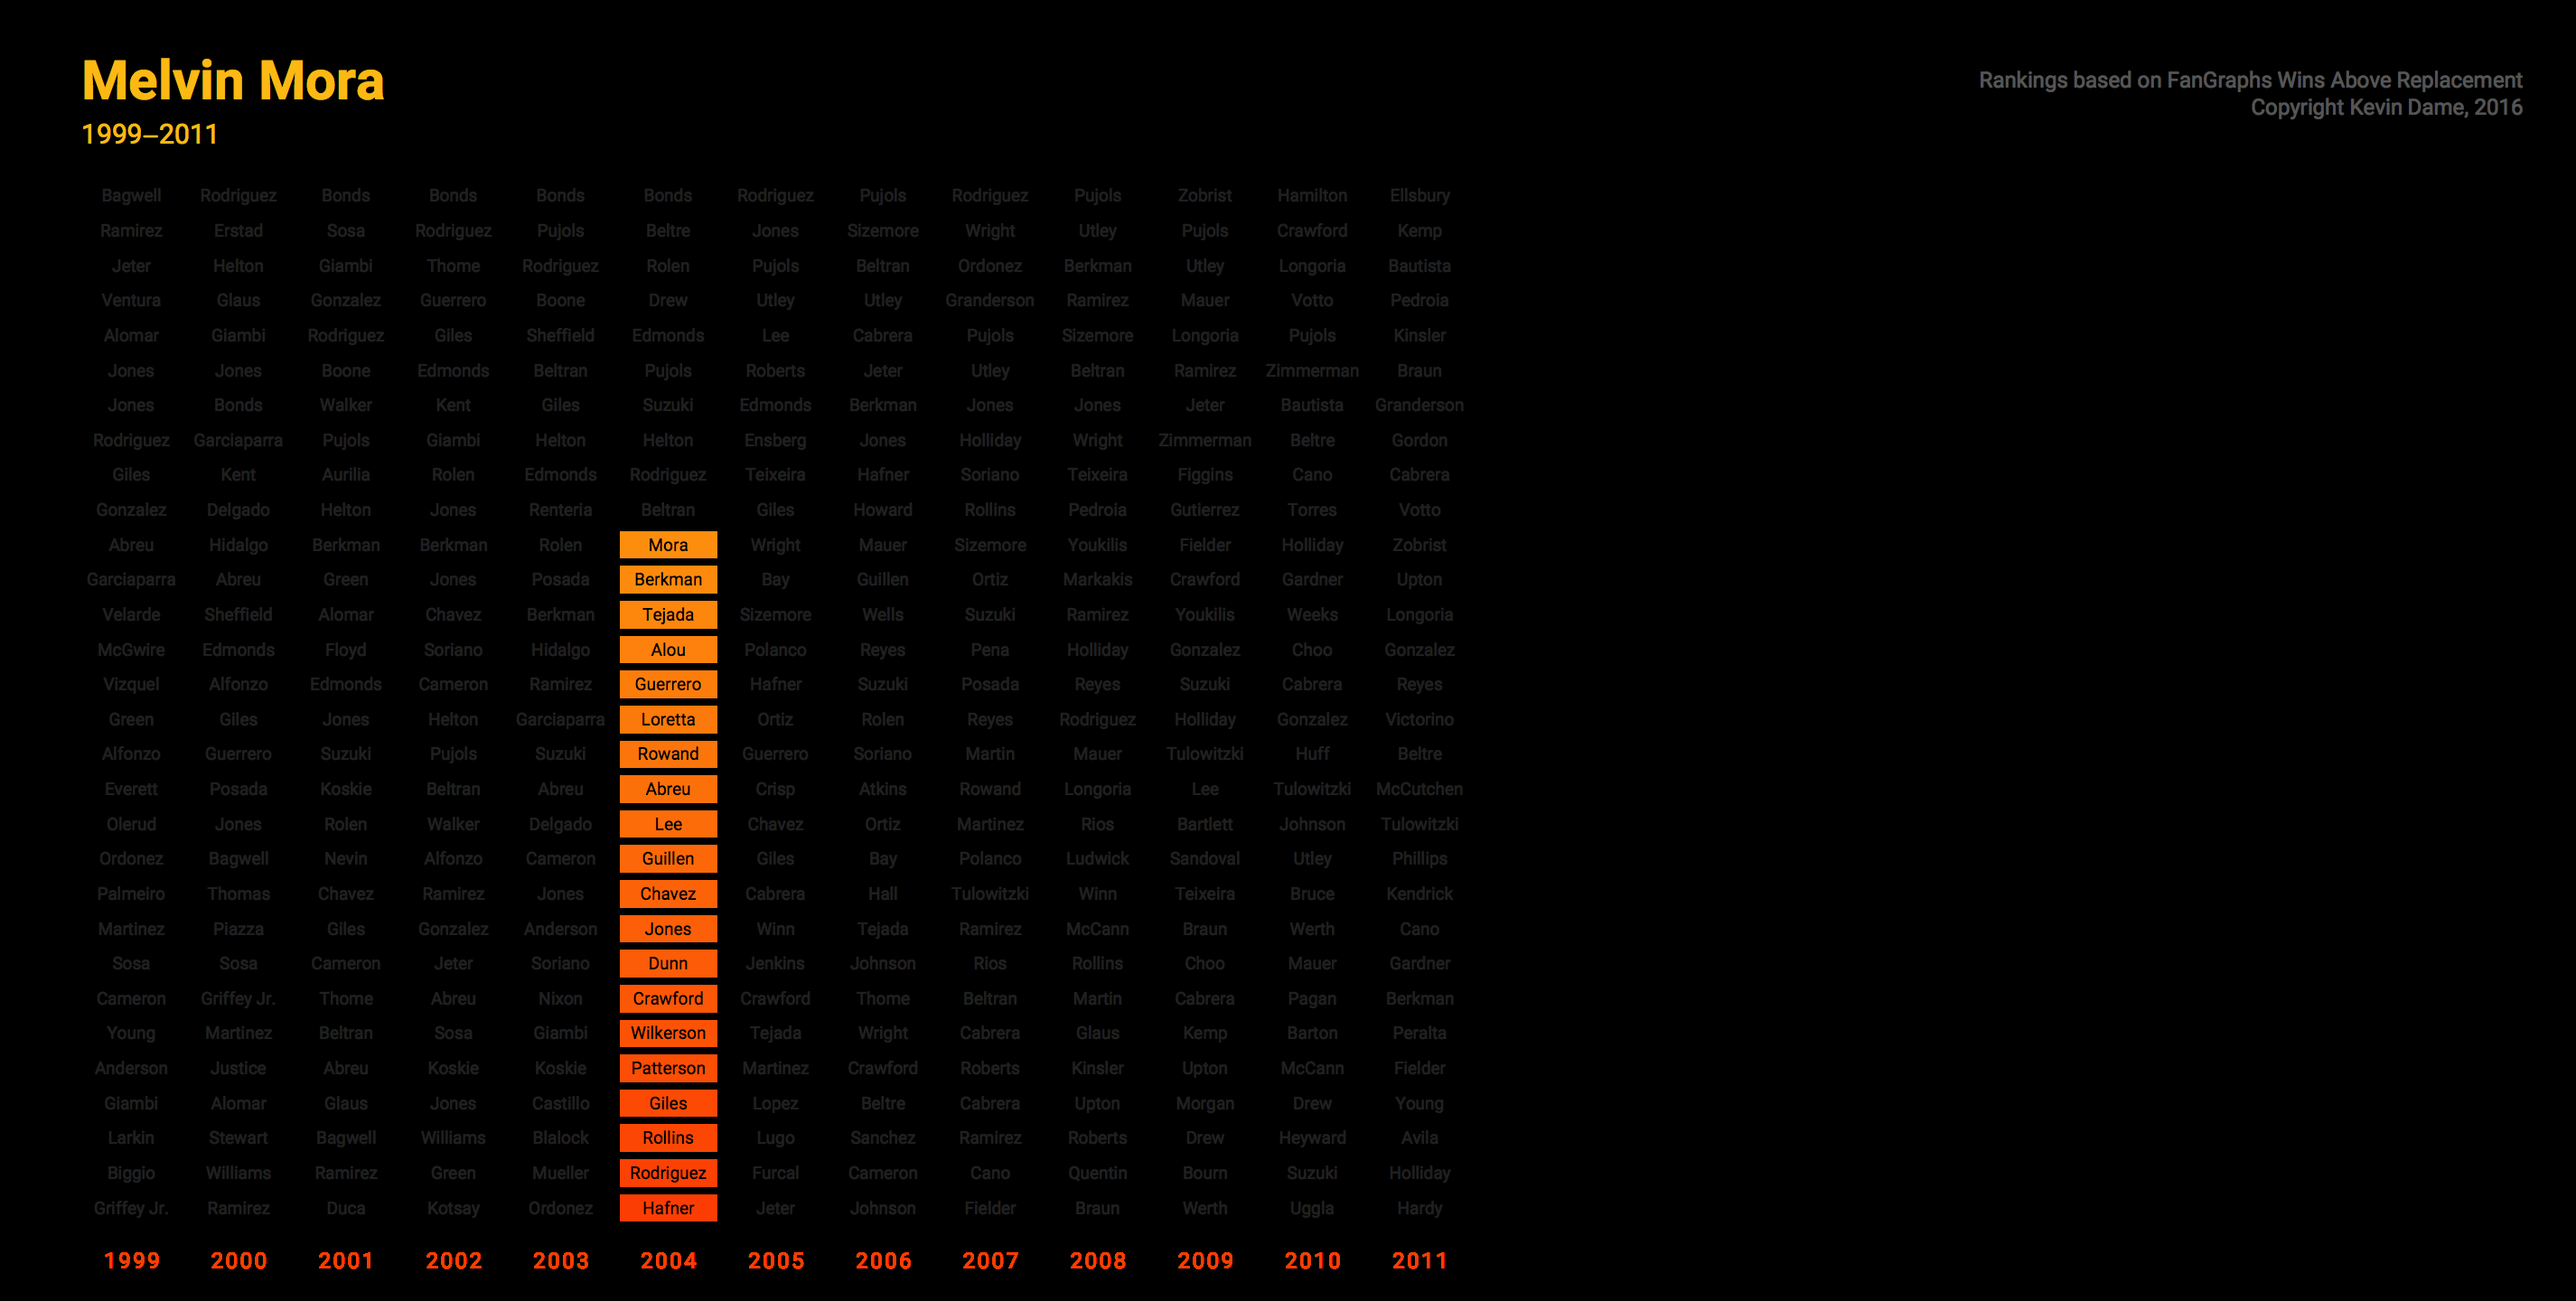 Melvin Mora
1999–2011
Rankings based on FanGraphs Wins Above Replacement
Copyright Kevin Dame, 2016
Bagwell Rodriguez Bonds Bonds Bonds Bonds Rodriguez Pujols Rodriguez Pujols Zobrist Hamilton Ellsbury
Ramirez Erstad Sosa Rodriguez Pujols Beltre Jones Sizemore Wright Utley Pujols Crawford Kemp
Jeter Helton Giambi Thome Rodriguez Rolen Pujols Beltran Ordonez Berkman Utley Longoria Bautista
Ventura Glaus Gonzalez Guerrero Boone Drew Utley Utley Granderson Ramirez Mauer Votto Pedroia
Alomar Giambi Rodriguez Giles Sheffield Edmonds Lee Cabrera Pujols Sizemore Longoria Pujols Kinsler
Jones Jones Boone Edmonds Beltran Pujols Roberts Jeter Utley Beltran Ramirez Zimmerman Braun
Jones Bonds Walker Kent Giles Suzuki Edmonds Berkman Jones Jones Jeter Bautista Granderson
Rodriguez Garciaparra Pujols Giambi Helton Helton Ensberg Jones Holliday Wright Zimmerman Beltre Gordon
Giles Kent Aurilia Rolen Edmonds Rodriguez Teixeira Hafner Soriano Teixeira Figgins Cano Cabrera
Gonzalez Delgado Helton Jones Renteria Beltran Giles Howard Rollins Pedroia Gutierrez Torres Votto
Abreu Hidalgo Berkman Berkman Rolen Mora Wright Mauer Sizemore Youkilis Fielder Holliday Zobrist
Garciaparra Abreu Green Jones Posada Berkman Bay Guillen Ortiz Markakis Crawford Gardner Upton
Velarde Sheffield Alomar Chavez Berkman Tejada Sizemore Wells Suzuki Ramirez Youkilis Weeks Longoria
McGwire Edmonds Floyd Soriano Hidalgo Alou Polanco Reyes Pena Holliday Gonzalez Choo Gonzalez
Vizquel Alfonzo Edmonds Cameron Ramirez Guerrero Hafner Suzuki Posada Reyes Suzuki Cabrera Reyes
Green Giles Jones Helton Garciaparra Loretta Ortiz Rolen Reyes Rodriguez Holliday Gonzalez Victorino
Alfonzo Guerrero Suzuki Pujols Suzuki Rowand Guerrero Soriano Martin Mauer Tulowitzki Huff Beltre
Everett Posada Koskie Beltran Abreu Abreu Crisp Atkins Rowand Longoria Lee Tulowitzki McCutchen
Olerud Jones Rolen Walker Delgado Lee Chavez Ortiz Martinez Rios Bartlett Johnson Tulowitzki
Ordonez Bagwell Nevin Alfonzo Cameron Guillen Giles Bay Polanco Ludwick Sandoval Utley Phillips
Palmeiro Thomas Chavez Ramirez Jones Chavez Cabrera Hall Tulowitzki Winn Teixeira Bruce Kendrick
Martinez Piazza Giles Gonzalez Anderson Jones Winn Tejada Ramirez McCann Braun Werth Cano
Sosa Sosa Cameron Jeter Soriano Dunn Jenkins Johnson Rios Rollins Choo Mauer Gardner
Cameron Griffey Jr. Thome Abreu Nixon Crawford Crawford Thome Beltran Martin Cabrera Pagan Berkman
Young Martinez Beltran Sosa Giambi Wilkerson Tejada Wright Cabrera Glaus Kemp Barton Peralta
Anderson Justice Abreu Koskie Koskie Patterson Martinez Crawford Roberts Kinsler Upton McCann Fielder
Giambi Alomar Glaus Jones Castillo Giles Lopez Beltre Cabrera Upton Morgan Drew Young
Larkin Stewart Bagwell Williams Blalock Rollins Lugo Sanchez Ramirez Roberts Drew Heyward Avila
Biggio Williams Ramirez Green Mueller Rodriguez Furcal Cameron Cano Quentin Bourn Suzuki Holliday
Griffey Jr. Ramirez Duca Kotsay Ordonez Hafner Jeter Johnson Fielder Braun Werth Uggla Hardy
1999 2000 2001 2002 2003 2004 2005 2006 2007 2008 2009 2010 2011